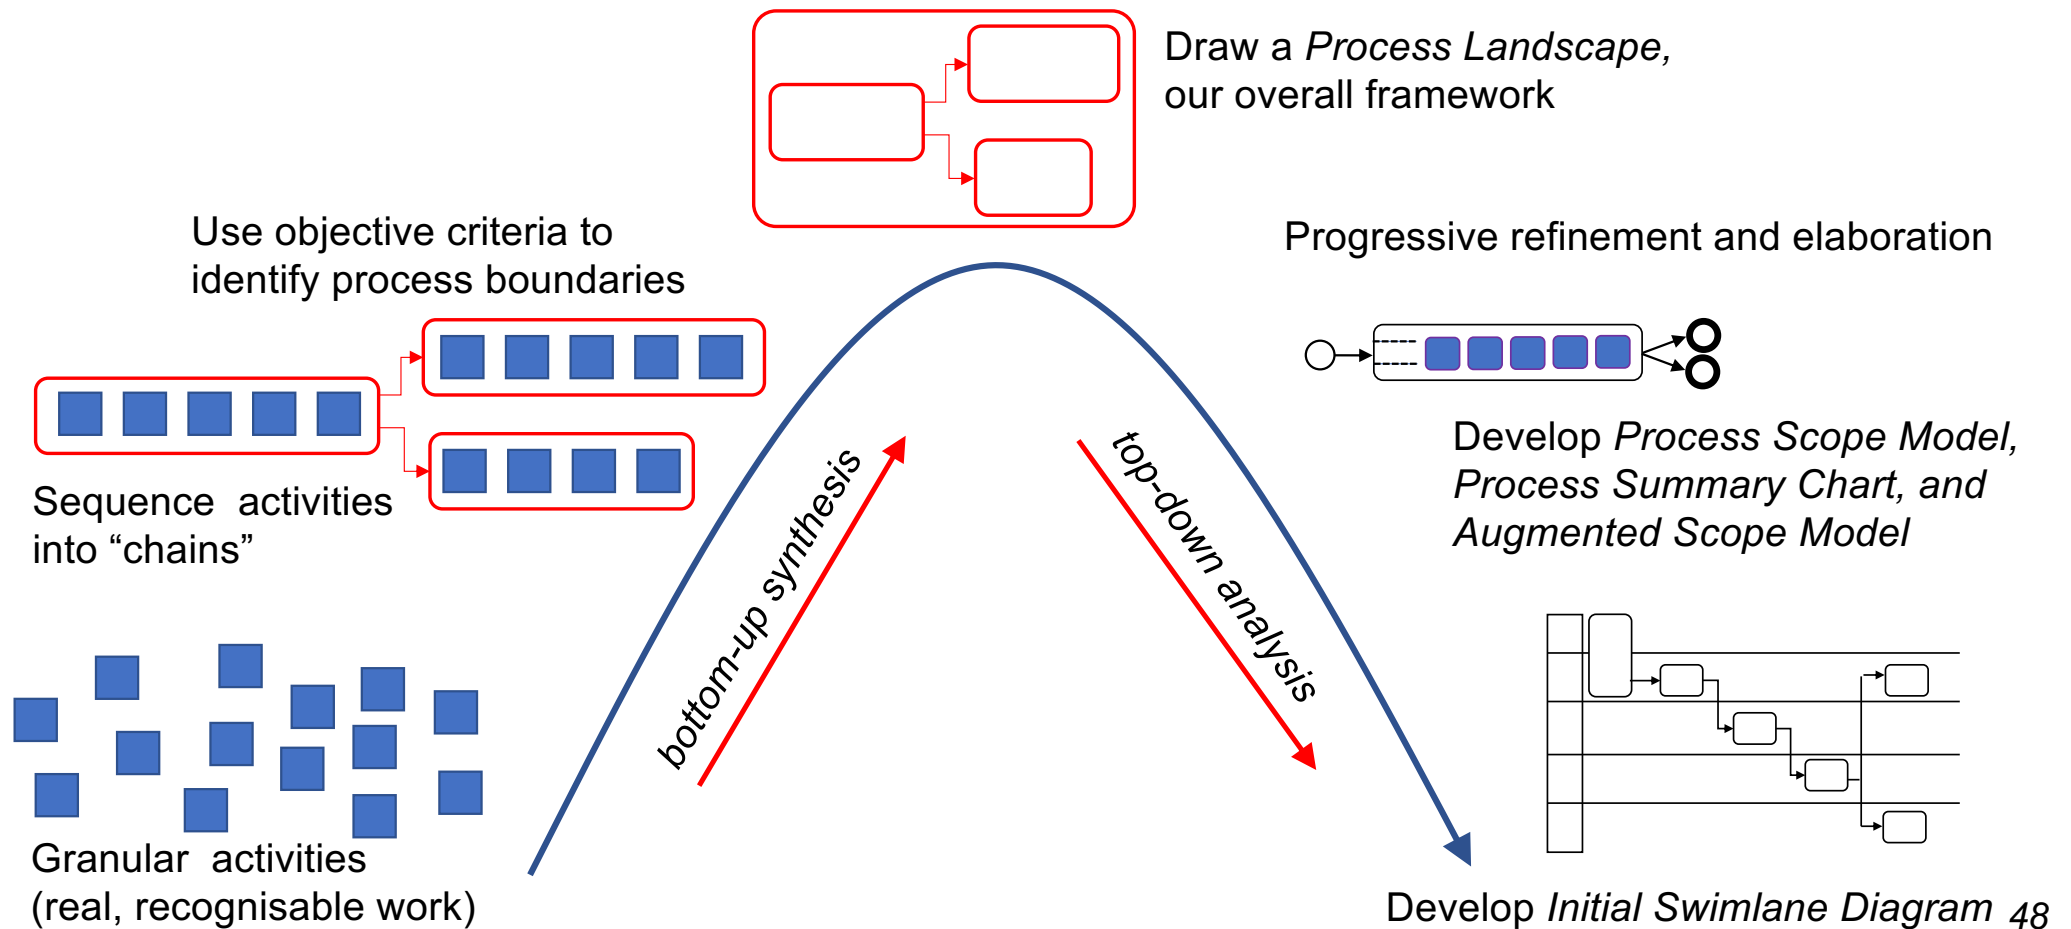 Draw a Process Landscape,
our overall framework
Use objective criteria to
identify process boundaries
Progressive refinement and elaboration
Sequence activities
into “chains”
bottom-up synthesis
top-down analysis
Develop Process Scope Model,
Process Summary Chart, and
Augmented Scope Model
Granular activities
(real, recognisable work)
Develop Initial Swimlane Diagram
48